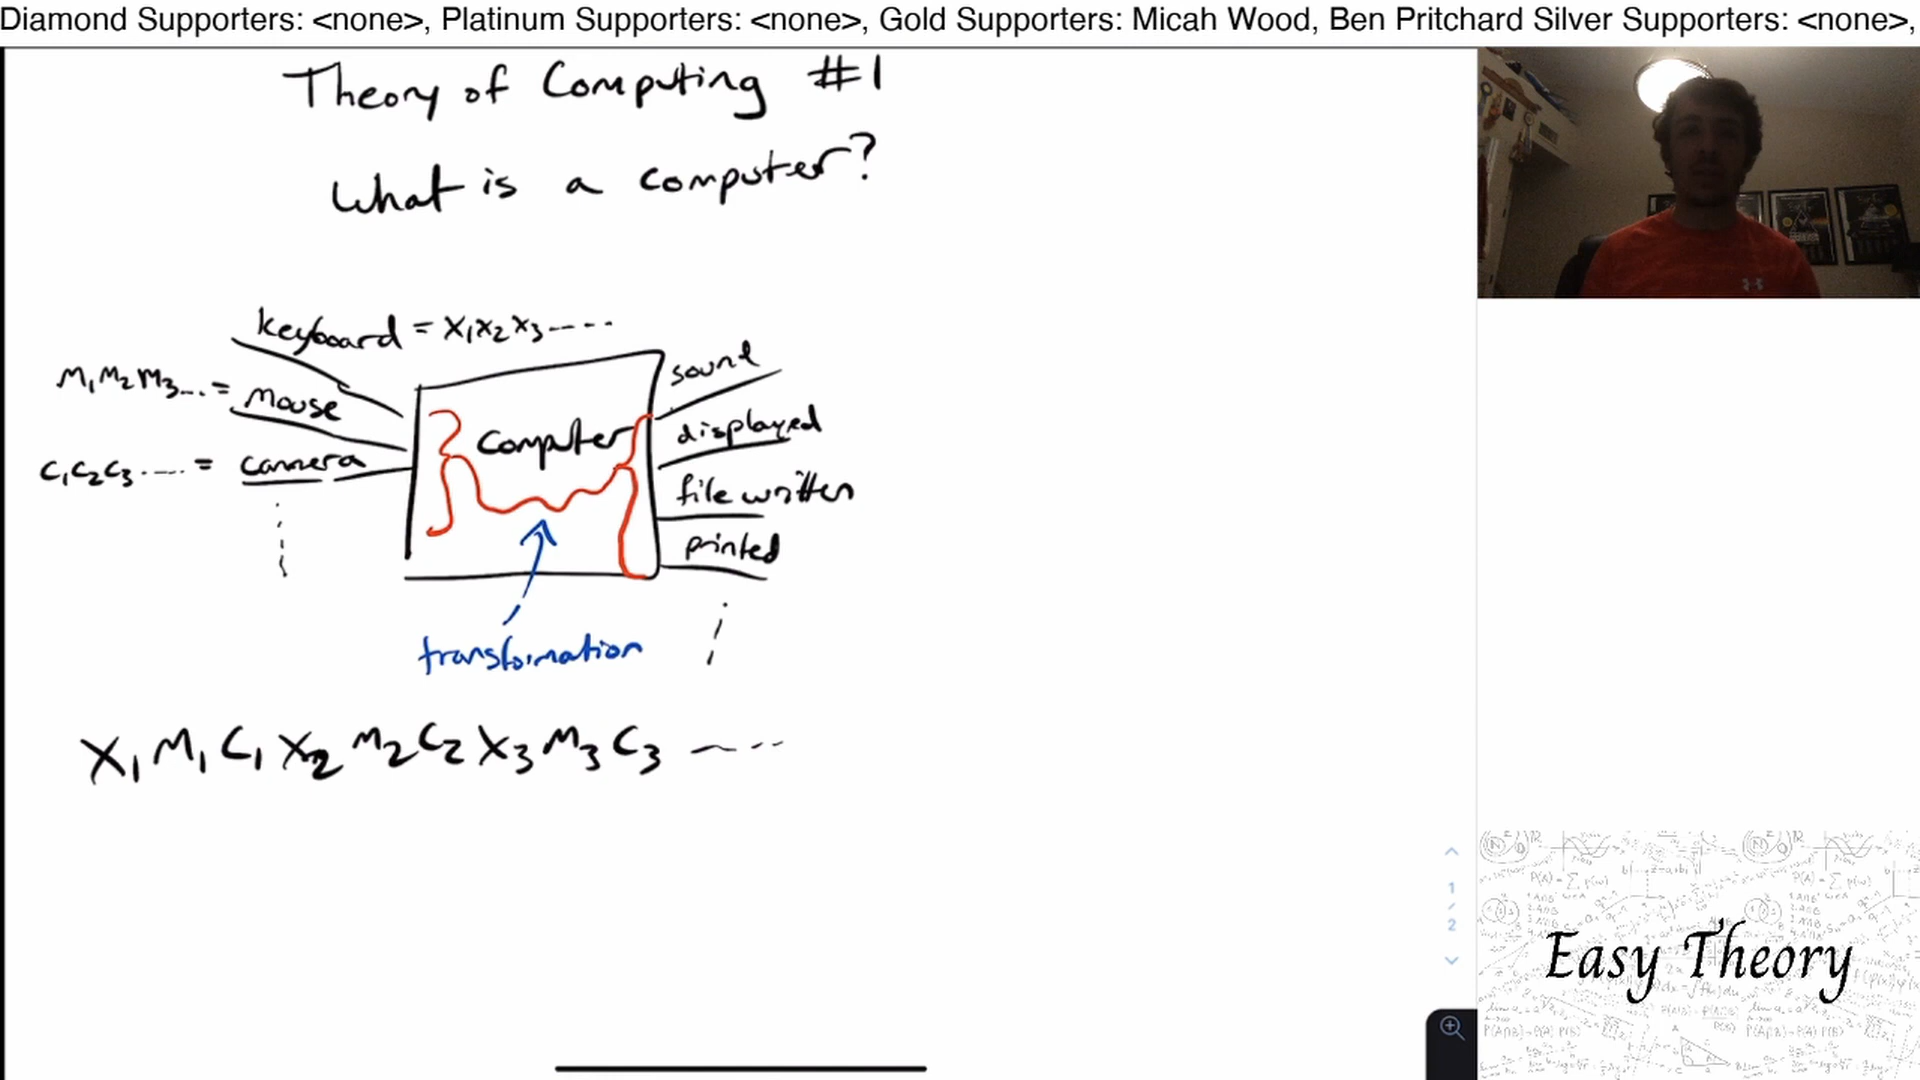 Diamond Supporters: <none>, Platinum Supporters: <none>, Gold Supporters: Micah Wood, Ben Pritchard Silver Supporters: <none>,
Theory of Computing #1
What is a computer?
keyboard = X₁X₂X₃----
M₁M₂M₃... = Mouse
C₁C₂C₃..... = camera
Computer
sound
displayed
file written
printed
transformation
X₁M₁C₁X₂M₂C₂X₃M₃C₃ ----
1
2
Easy Theory